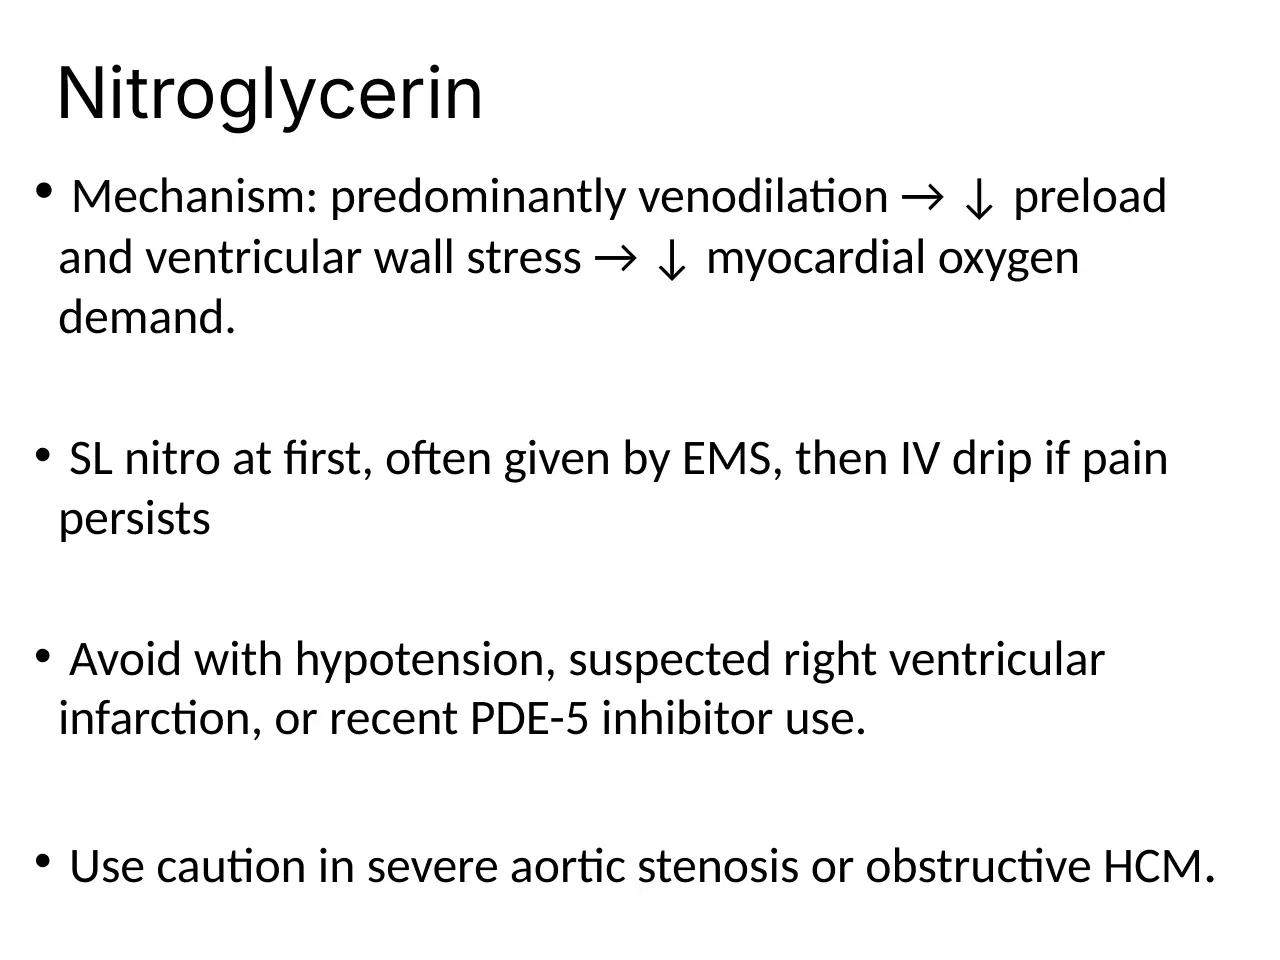 Nitroglycerin
• Mechanism: predominantly venodilation → ↓ preload
and ventricular wall stress → ↓ myocardial oxygen
demand.
• SL nitro at first, often given by EMS, then IV drip if pain
persists
• Avoid with hypotension, suspected right ventricular
infarction, or recent PDE-5 inhibitor use.
• Use caution in severe aortic stenosis or obstructive HCM.